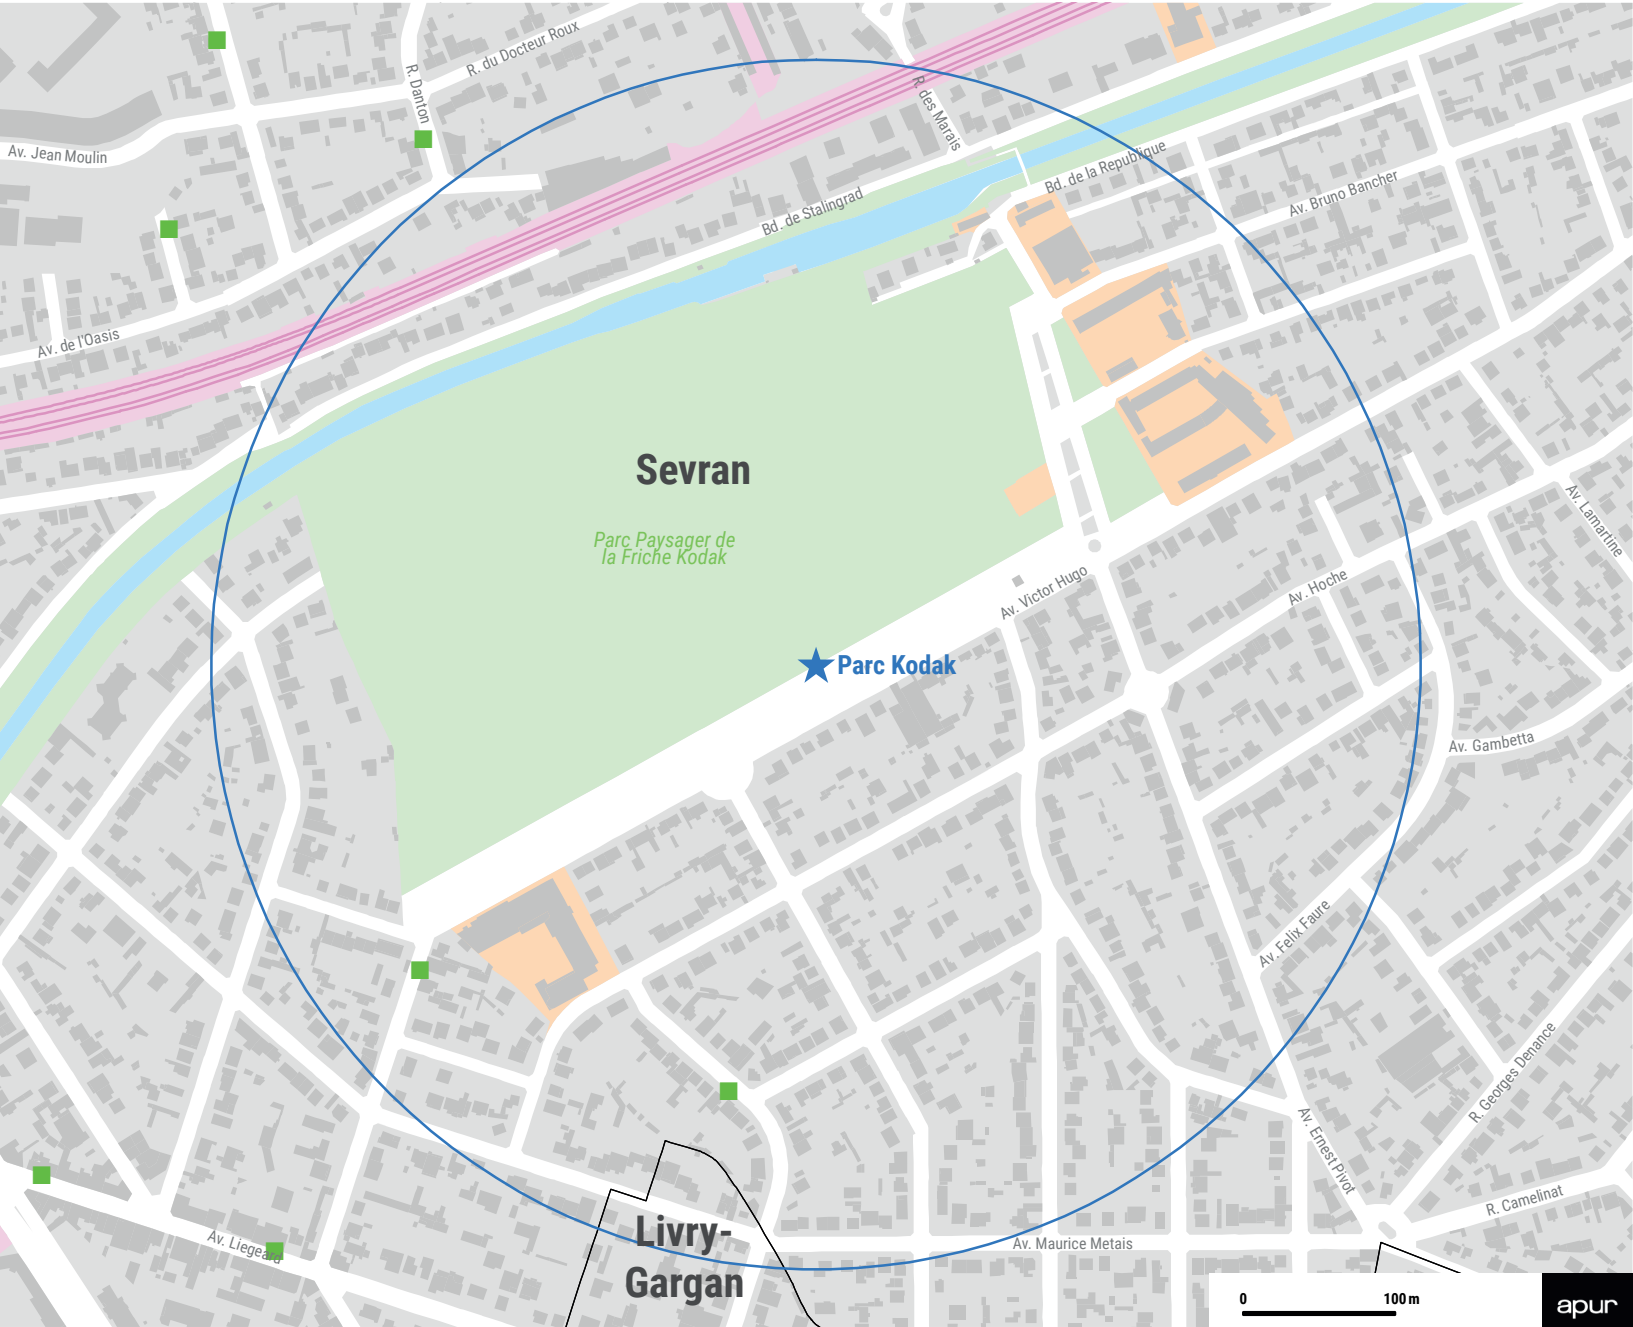 R. du Docteur Roux
R. Danton
R. des Marais
Av. Jean Moulin
Bd. de la Republique
Av. Bruno Bancher
Bd. de Stalingrad
Av. de l'Oasis
Sevran
Parc Paysager de
la Friche Kodak
Av. Lamartine
Av. Victor Hugo
Av. Hoche
Parc Kodak
Av. Gambetta
Av. Felix Faure
R. Georges Denance
Av. Ernest Pivot
R. Camelinat
Av. Liegeard
Livry-
Gargan
Av. Maurice Metais
0 100 m
apur